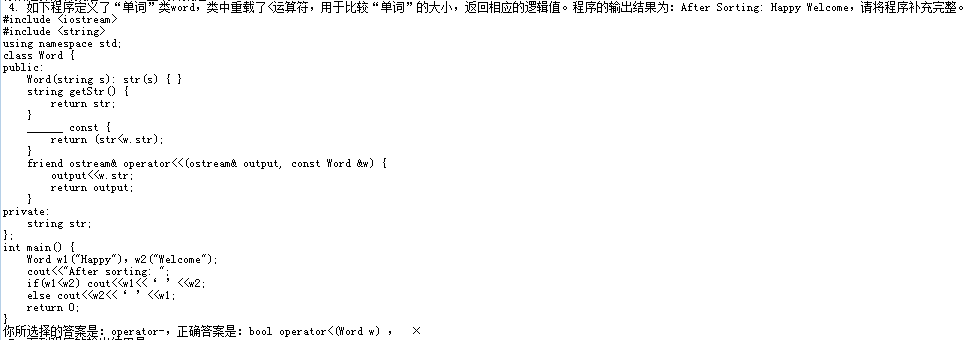 4. 如下程序定义了“单词”类word，类中重载了<运算符，用于比较“单词”的大小，返回相应的逻辑值。程序的输出结果为：After Sorting: Happy Welcome，请将程序补充完整。
#include <iostream>
#include <string>
using namespace std;
class Word {
public:
    Word(string s): str(s) { }
    string getStr() {
        return str;
    }
    ______ const {
        return (str<w.str);
    }
    friend ostream& operator<<(ostream& output, const Word &w) {
        output<<w.str;
        return output;
    }
private:
    string str;
};
int main() {
    Word w1("Happy"), w2("Welcome");
    cout<<"After sorting: ";
    if(w1<w2) cout<<w1<<‘ ’<<w2;
    else cout<<w2<<‘ ’<<w1;
    return 0;
}
你所选择的答案是：operator-，正确答案是：bool operator<(Word w) ， ×